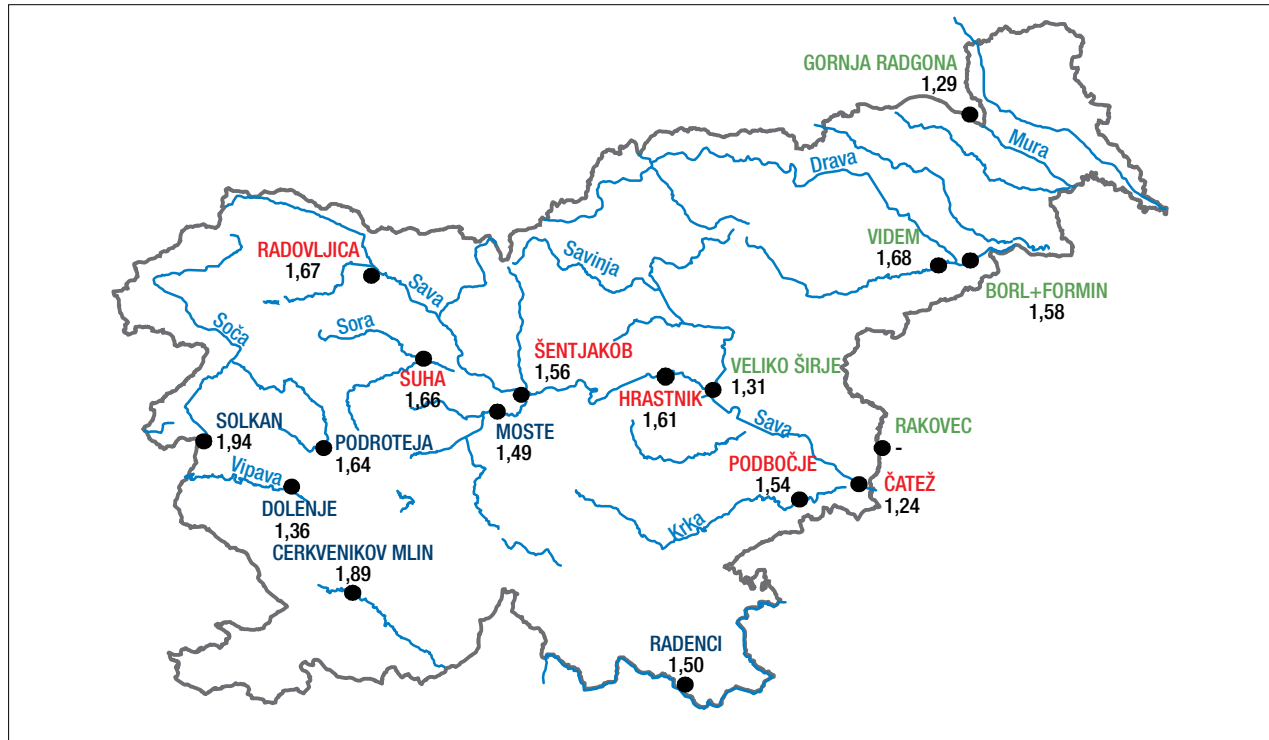 GORNJA RADGONA
1,29
Mura
Drava
VIDEM
1,68
BORL+FORMIN
1,58
RADOVLJICA
1,67
Sava
Savinja
Soča
Sora
SUHA
1,66
ŠENTJAKOB
1,56
HRASTNIK
1,61
VELIKO ŠIRJE
1,31
Sava
SOLKAN
1,94
PODROTEJA
1,64
MOSTE
1,49
RAKOVEC
-
PODBOČJE
1,54
ČATEŽ
1,24
Vipava
DOLENJE
1,36
Krka
CERKVENIKOV MLIN
1,89
RADENCI
1,50